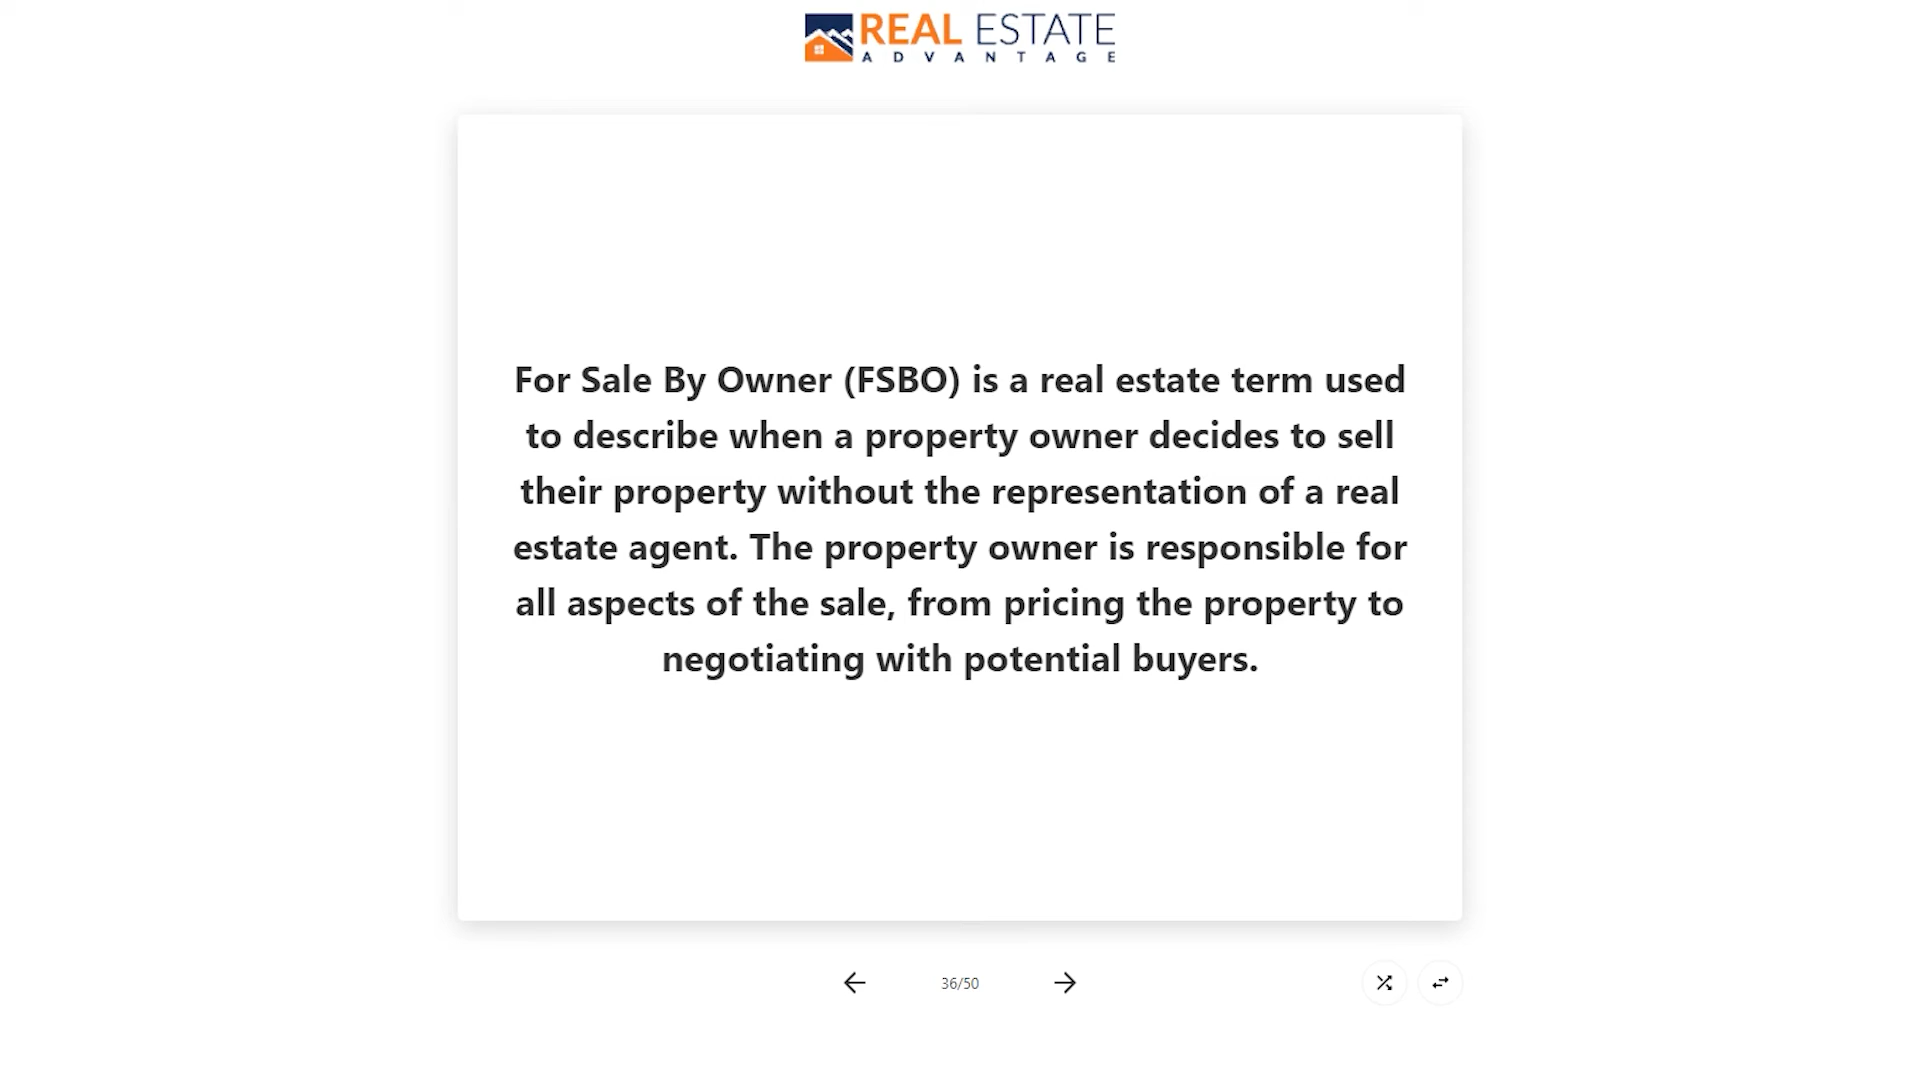 REAL ESTATE
ADVANTAGE
For Sale By Owner (FSBO) is a real estate term used
to describe when a property owner decides to sell
their property without the representation of a real
estate agent. The property owner is responsible for
all aspects of the sale, from pricing the property to
negotiating with potential buyers.
36/50